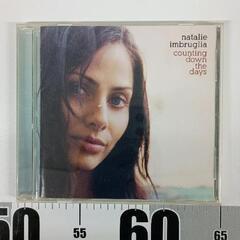 natalie
imbruglia
counting
down
the
days
50 55 60 65